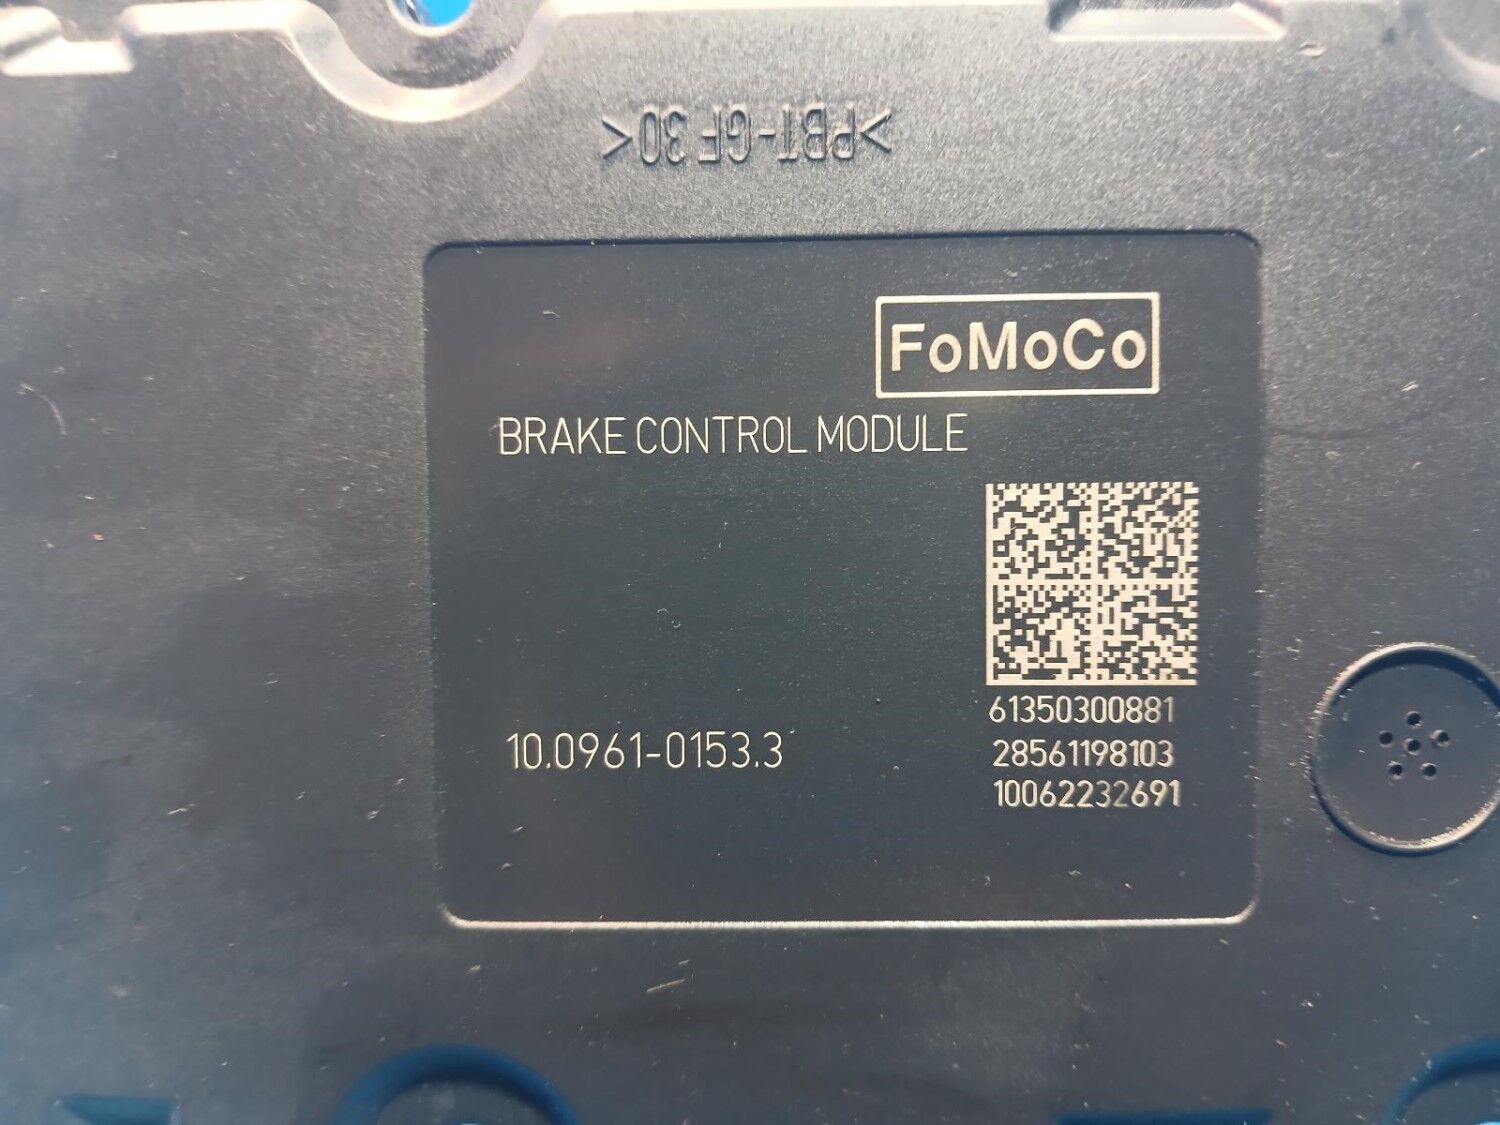 >PBT-GF 30<
FoMoCo
BRAKE CONTROL MODULE
61350300881
10.0961-0153.3
28561198103
10062232691